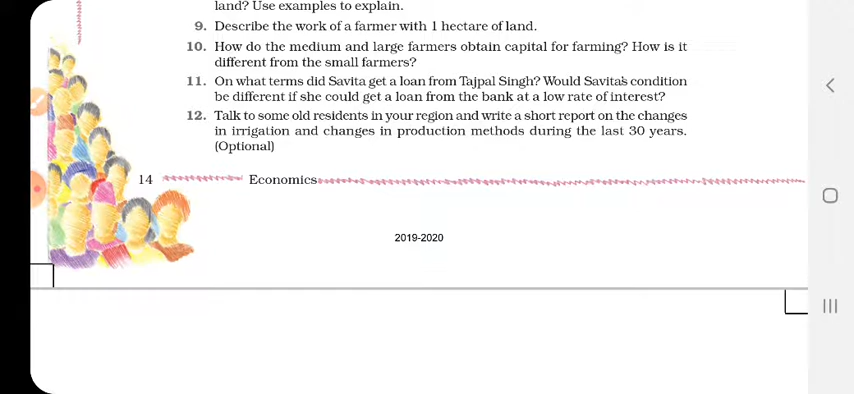 land? Use examples to explain.
9. Describe the work of a farmer with 1 hectare of land.
10. How do the medium and large farmers obtain capital for farming? How is it
different from the small farmers?
11. On what terms did Savita get a loan from Tajpal Singh? Would Savita's condition
be different if she could get a loan from the bank at a low rate of interest?
12. Talk to some old residents in your region and write a short report on the changes
in irrigation and changes in production methods during the last 30 years.
(Optional)
14 Economics
2019-2020